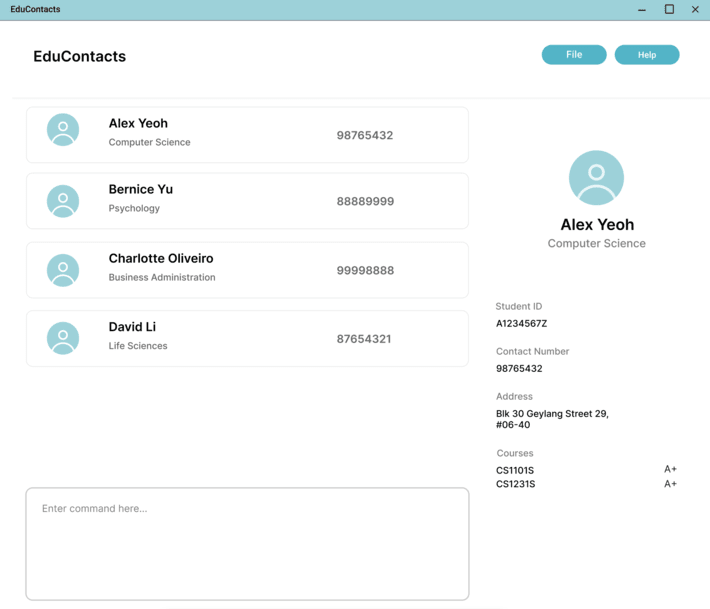 EduContacts
EduContacts
File
Help
Alex Yeoh
Computer Science
98765432
Bernice Yu
Psychology
88889999
Charlotte Oliveiro
Business Administration
99998888
David Li
Life Sciences
87654321
Enter command here...
Alex Yeoh
Computer Science
Student ID
A1234567Z
Contact Number
98765432
Address
Blk 30 Geylang Street 29,
#06-40
Courses
CS1101S A+
CS1231S A+